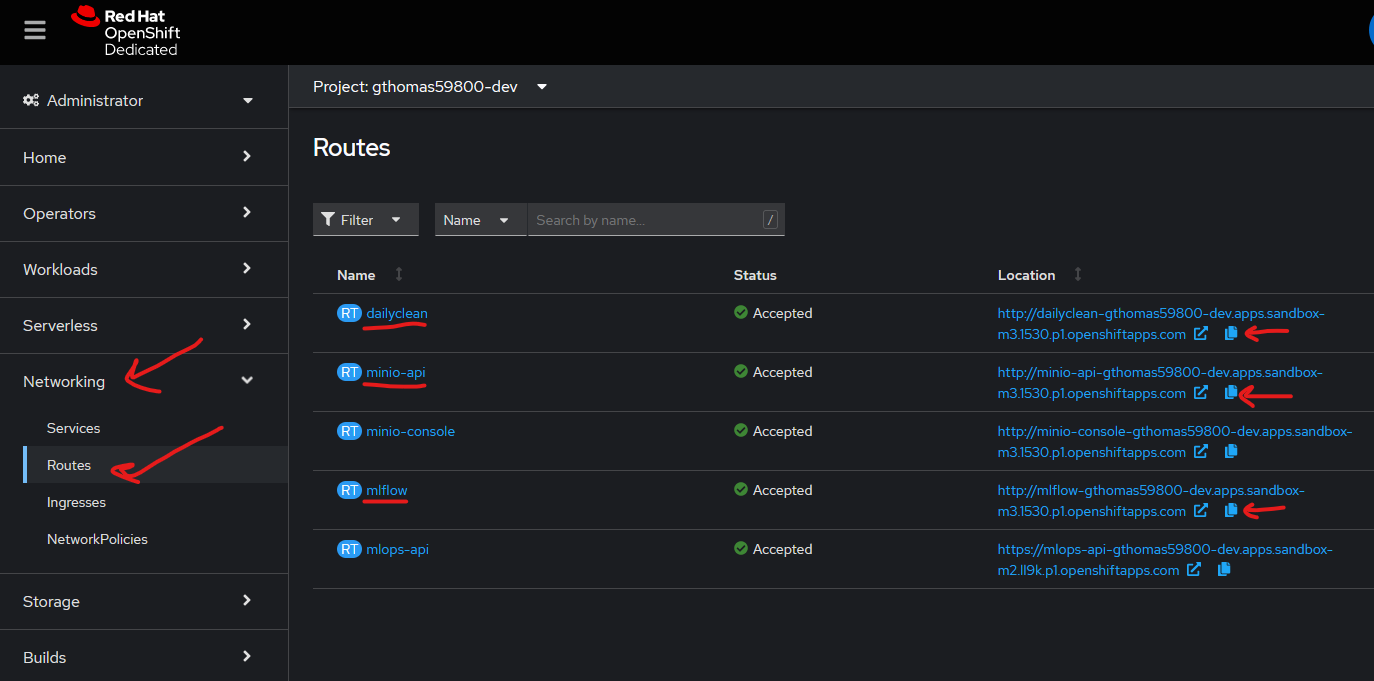 Red Hat
OpenShift
Dedicated
Administrator
Home
Operators
Workloads
Serverless
Networking
Services
Routes
Ingresses
NetworkPolicies
Storage
Builds
Project: gthomas59800-dev
Routes
Filter Name Search by name... /
Name Status Location
RT dailyclean Accepted http://dailyclean-gthomas59800-dev.apps.sandbox-
m3.1530.p1.openshiftapps.com
RT minio-api Accepted http://minio-api-gthomas59800-dev.apps.sandbox-
m3.1530.p1.openshiftapps.com
RT minio-console Accepted http://minio-console-gthomas59800-dev.apps.sandbox-
m3.1530.p1.openshiftapps.com
RT mlflow Accepted http://mlflow-gthomas59800-dev.apps.sandbox-
m3.1530.p1.openshiftapps.com
RT mlops-api Accepted https://mlops-api-gthomas59800-dev.apps.sandbox-
m2.ll9k.p1.openshiftapps.com